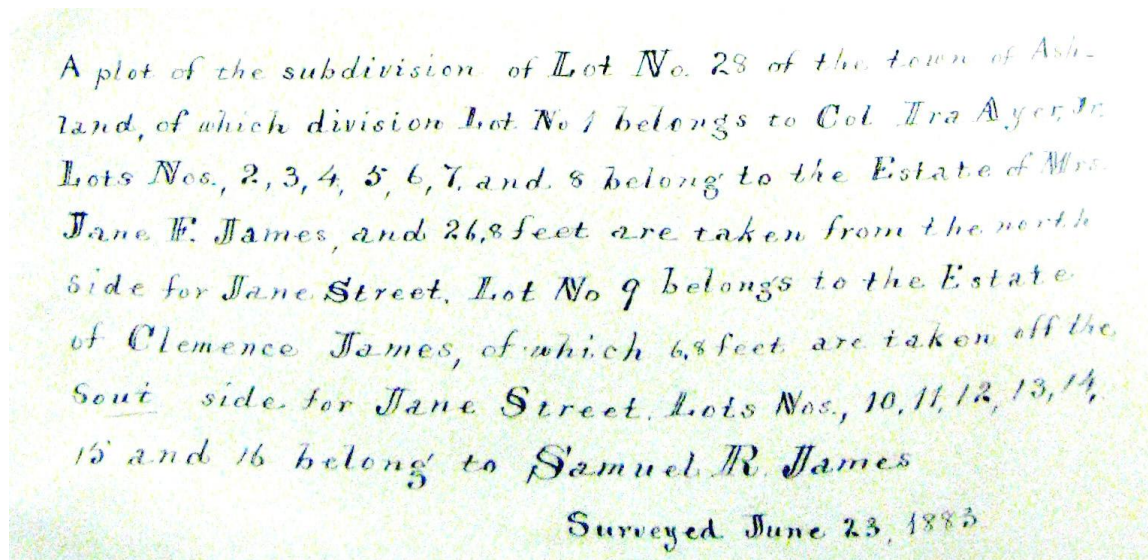 A plot of the subdivision of Lot No. 28 of the town of Ash-
land, of which division Lot No 1 belongs to Col Ira Ayer, Jr.
Lots Nos., 2, 3, 4, 5, 6, 7, and 8 belong to the Estate of Mrs.
Jane F. James, and 26,8 feet are taken from the north
side for Jane Street. Lot No 9 belongs to the Estate
of Clemence James, of which 6,8 feet are taken off the
Sout side for Jane Street. Lots Nos., 10, 11, 12, 13, 14,
15 and 16 belong to Samuel R. James
Surveyed June 23, 1883